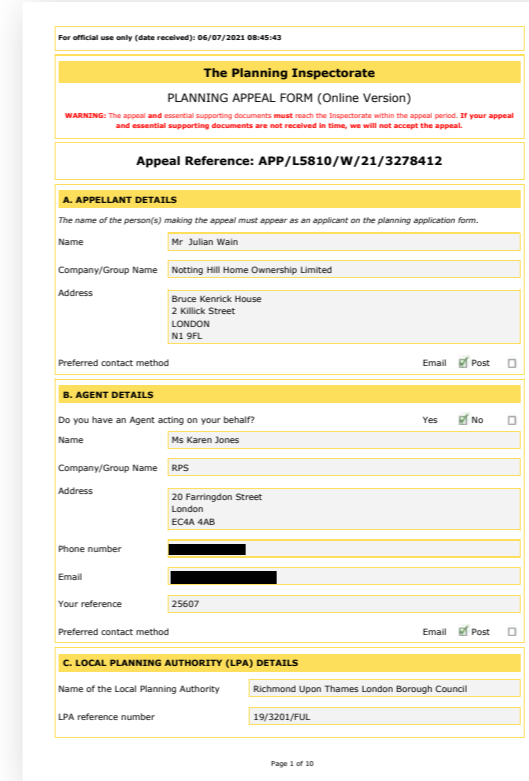 For official use only (date received): 06/07/2021 08:45:43
The Planning Inspectorate
PLANNING APPEAL FORM (Online Version)
WARNING: The appeal and essential supporting documents must reach the Inspectorate within the appeal period. If your appeal
and essential supporting documents are not received in time, we will not accept the appeal.
Appeal Reference: APP/L5810/W/21/3278412
A. APPELLANT DETAILS
The name of the person(s) making the appeal must appear as an applicant on the planning application form.
Name Mr Julian Wain
Company/Group Name Notting Hill Home Ownership Limited
Address
Bruce Kenrick House
2 Killick Street
LONDON
N1 9FL
Preferred contact method Email Post
B. AGENT DETAILS
Do you have an Agent acting on your behalf? Yes No
Name Ms Karen Jones
Company/Group Name RPS
Address
20 Farringdon Street
London
EC4A 4AB
Phone number
Email
Your reference 25607
Preferred contact method Email Post
C. LOCAL PLANNING AUTHORITY (LPA) DETAILS
Name of the Local Planning Authority Richmond Upon Thames London Borough Council
LPA reference number 19/3201/FUL
Page 1 of 10